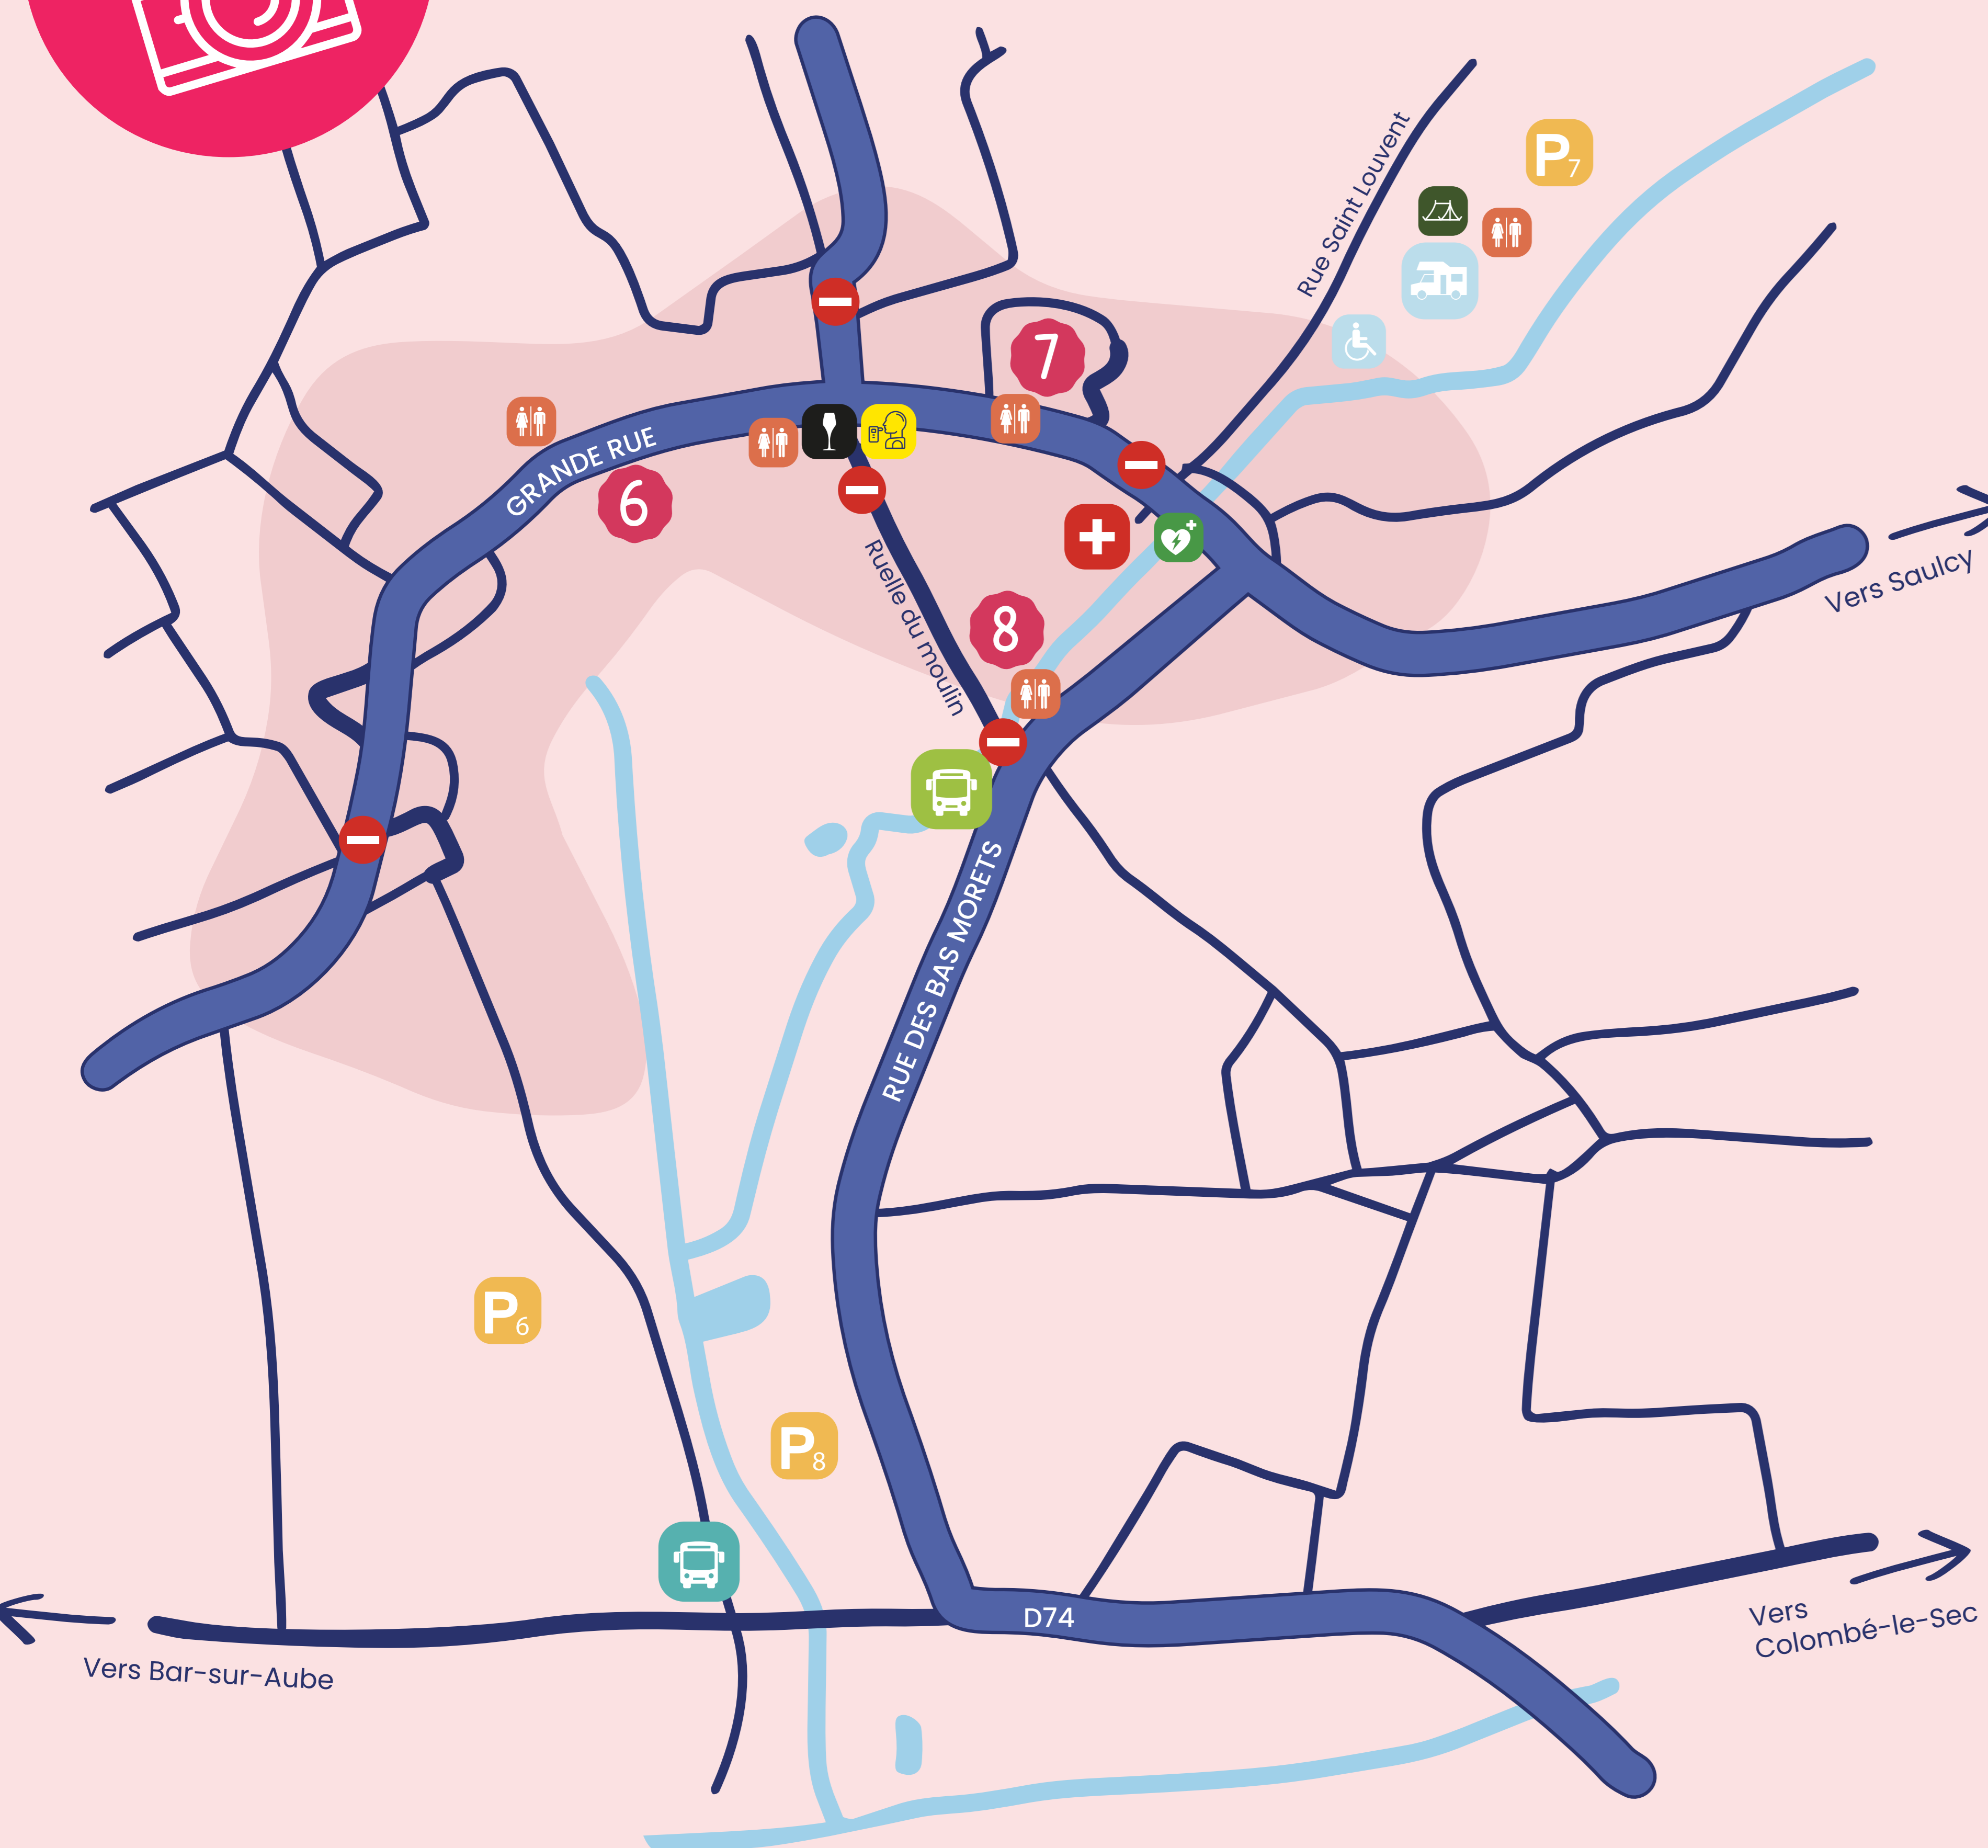 Rue Saint Louvent
P7
7
GRANDE RUE
6
Ruelle du moulin
8
Vers Saulcy
RUE DES BAS MORETS
P6
P8
D74
Vers Bar-sur-Aube
Vers
Colombé-le-Sec